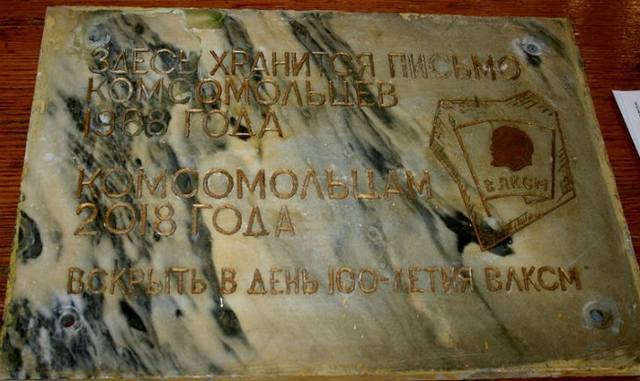 ЗДЕСЬ ХРАНИТСЯ ПИСЬМО
КОМСОМОЛЬЦЕВ
1968 ГОДА
КОМСОМОЛЬЦАМ
2018 ГОДА
ВЛКСМ
ВСКРЫТЬ В ДЕНЬ 100-ЛЕТИЯ ВЛКСМ